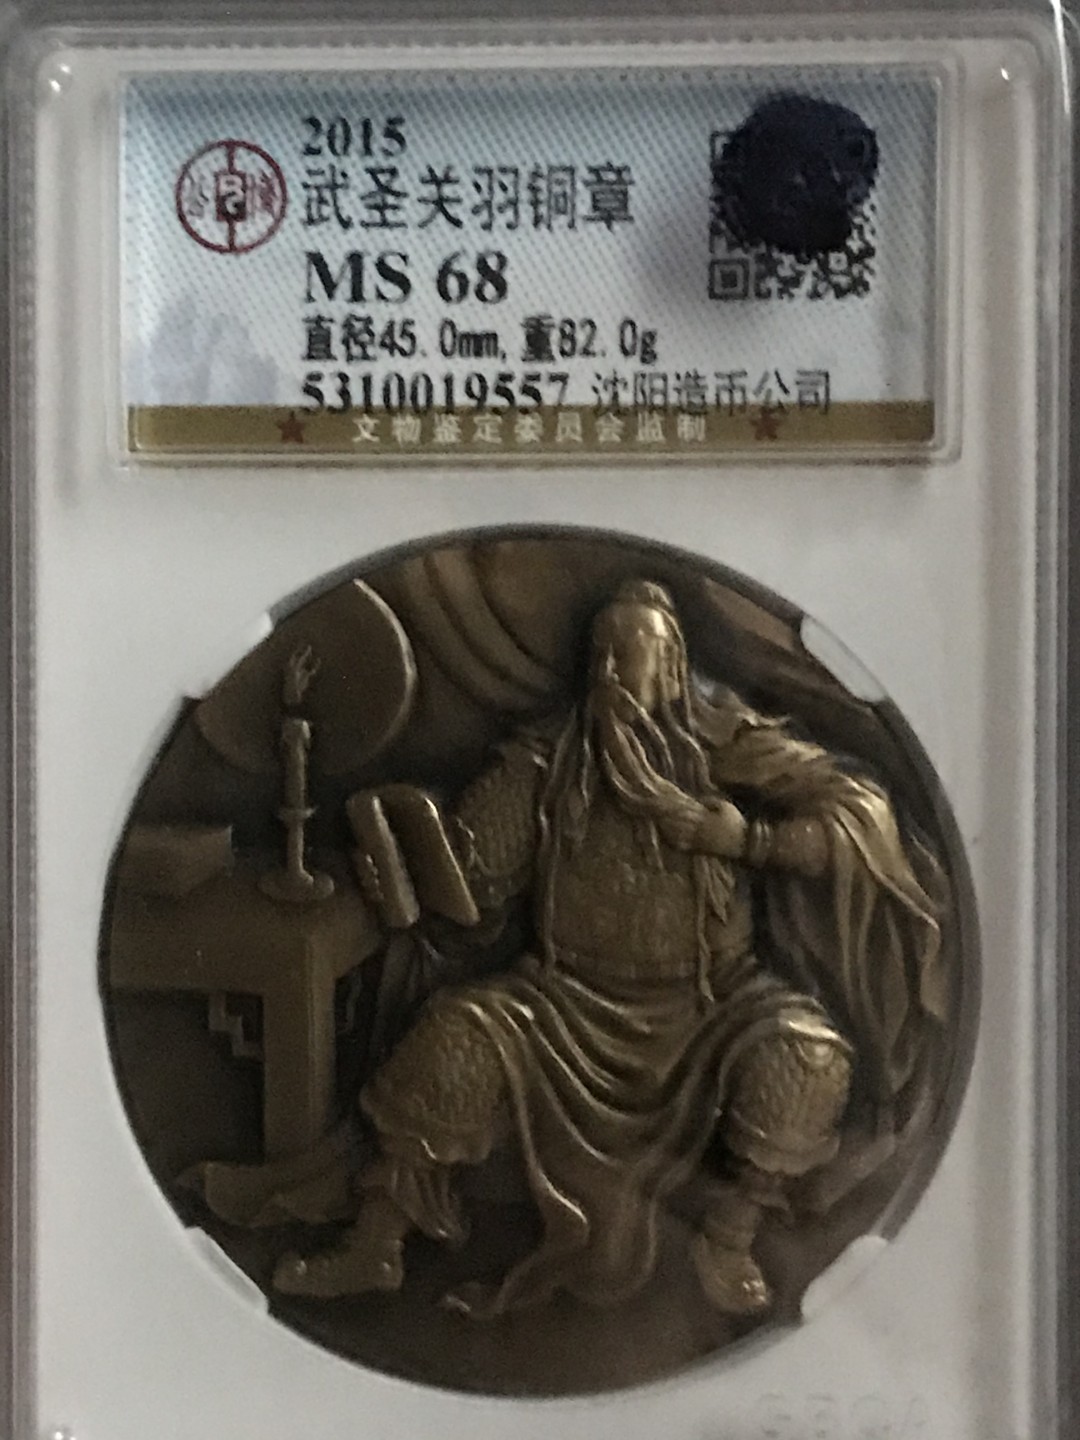 2015
武圣关羽铜章
MS 68
直径45.0mm,重82.0g
5310019557 沈阳造币公司
文物鉴定委员会监制